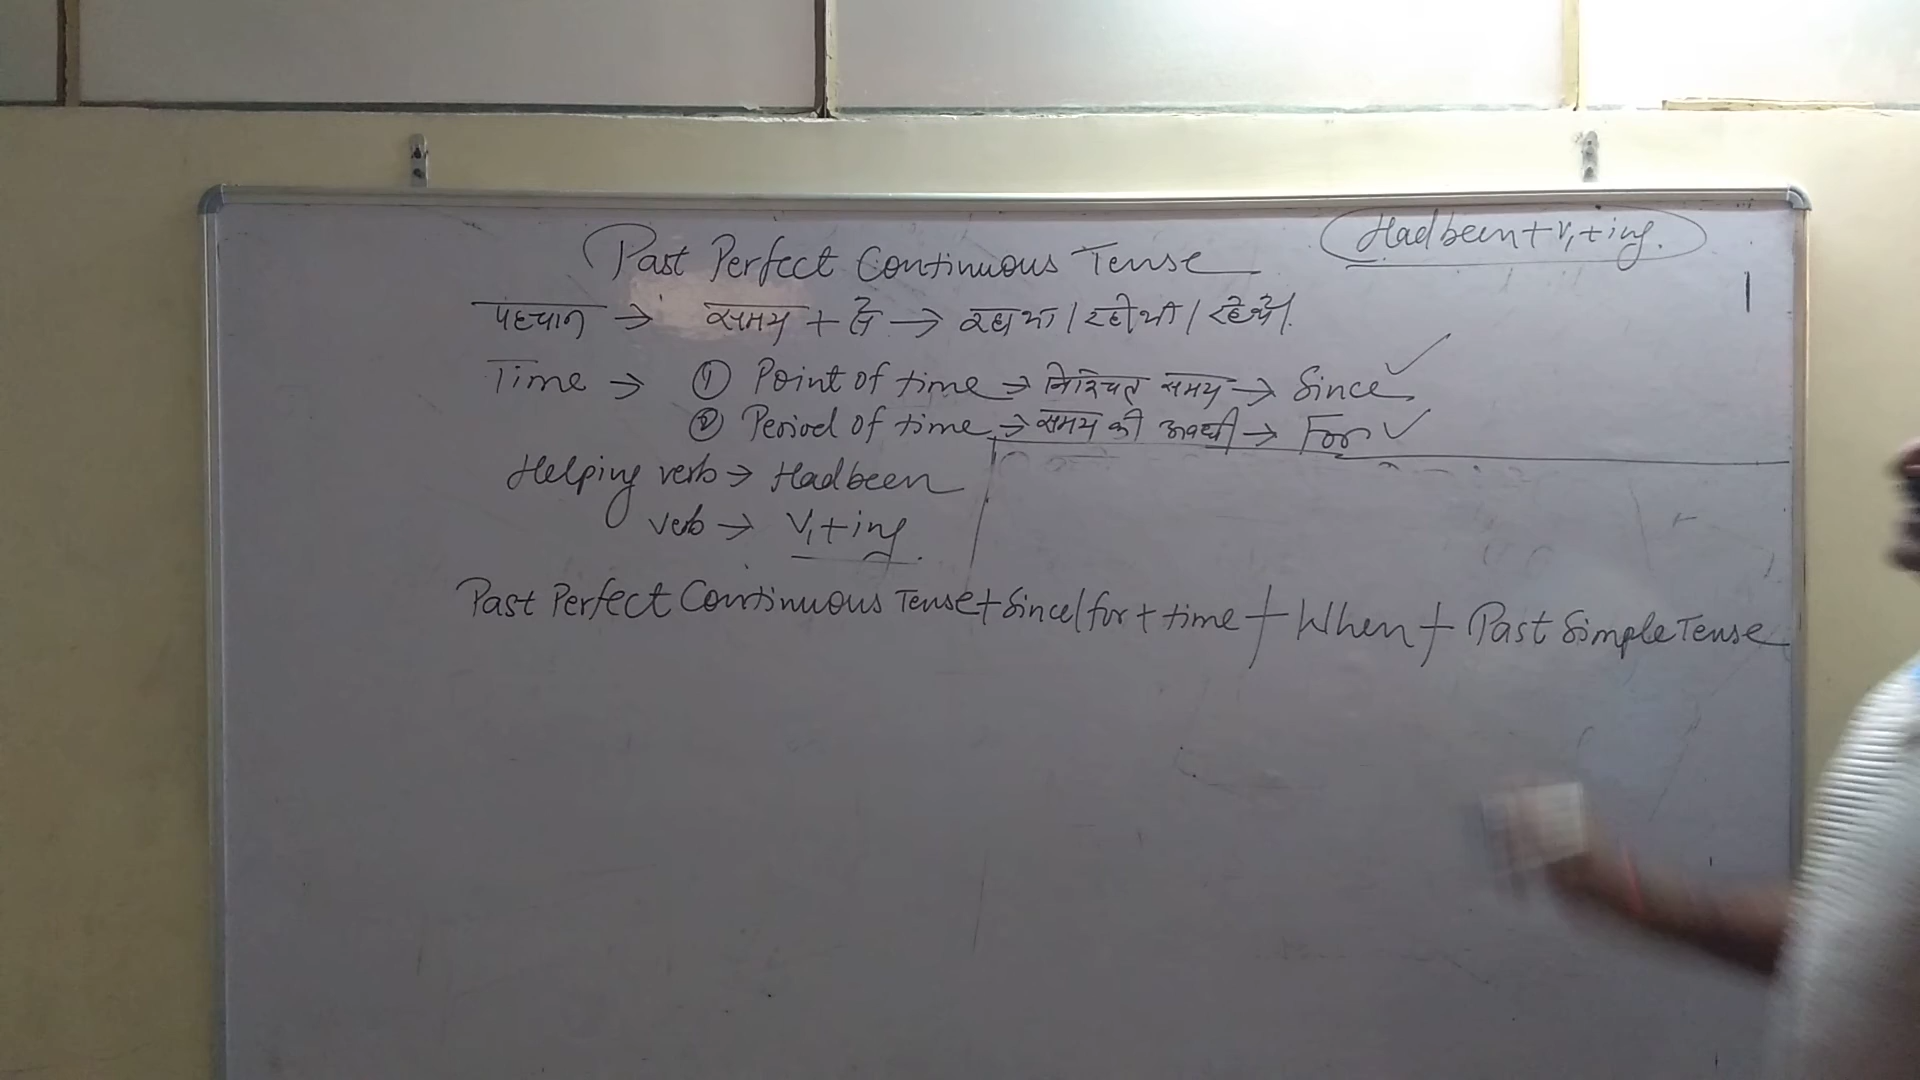 Past Perfect Continuous Tense
Had been + V1 + ing.
पहचान → समय + से → रहा था / रही थी / रहे थे।
Time → ① Point of time → निश्चित समय → Since ✓
② Period of time → समय की अवधी → For ✓
Helping verb → Had been
verb → V1 + ing
Past Perfect Continuous Tense + Since / for + time + When + Past Simple Tense